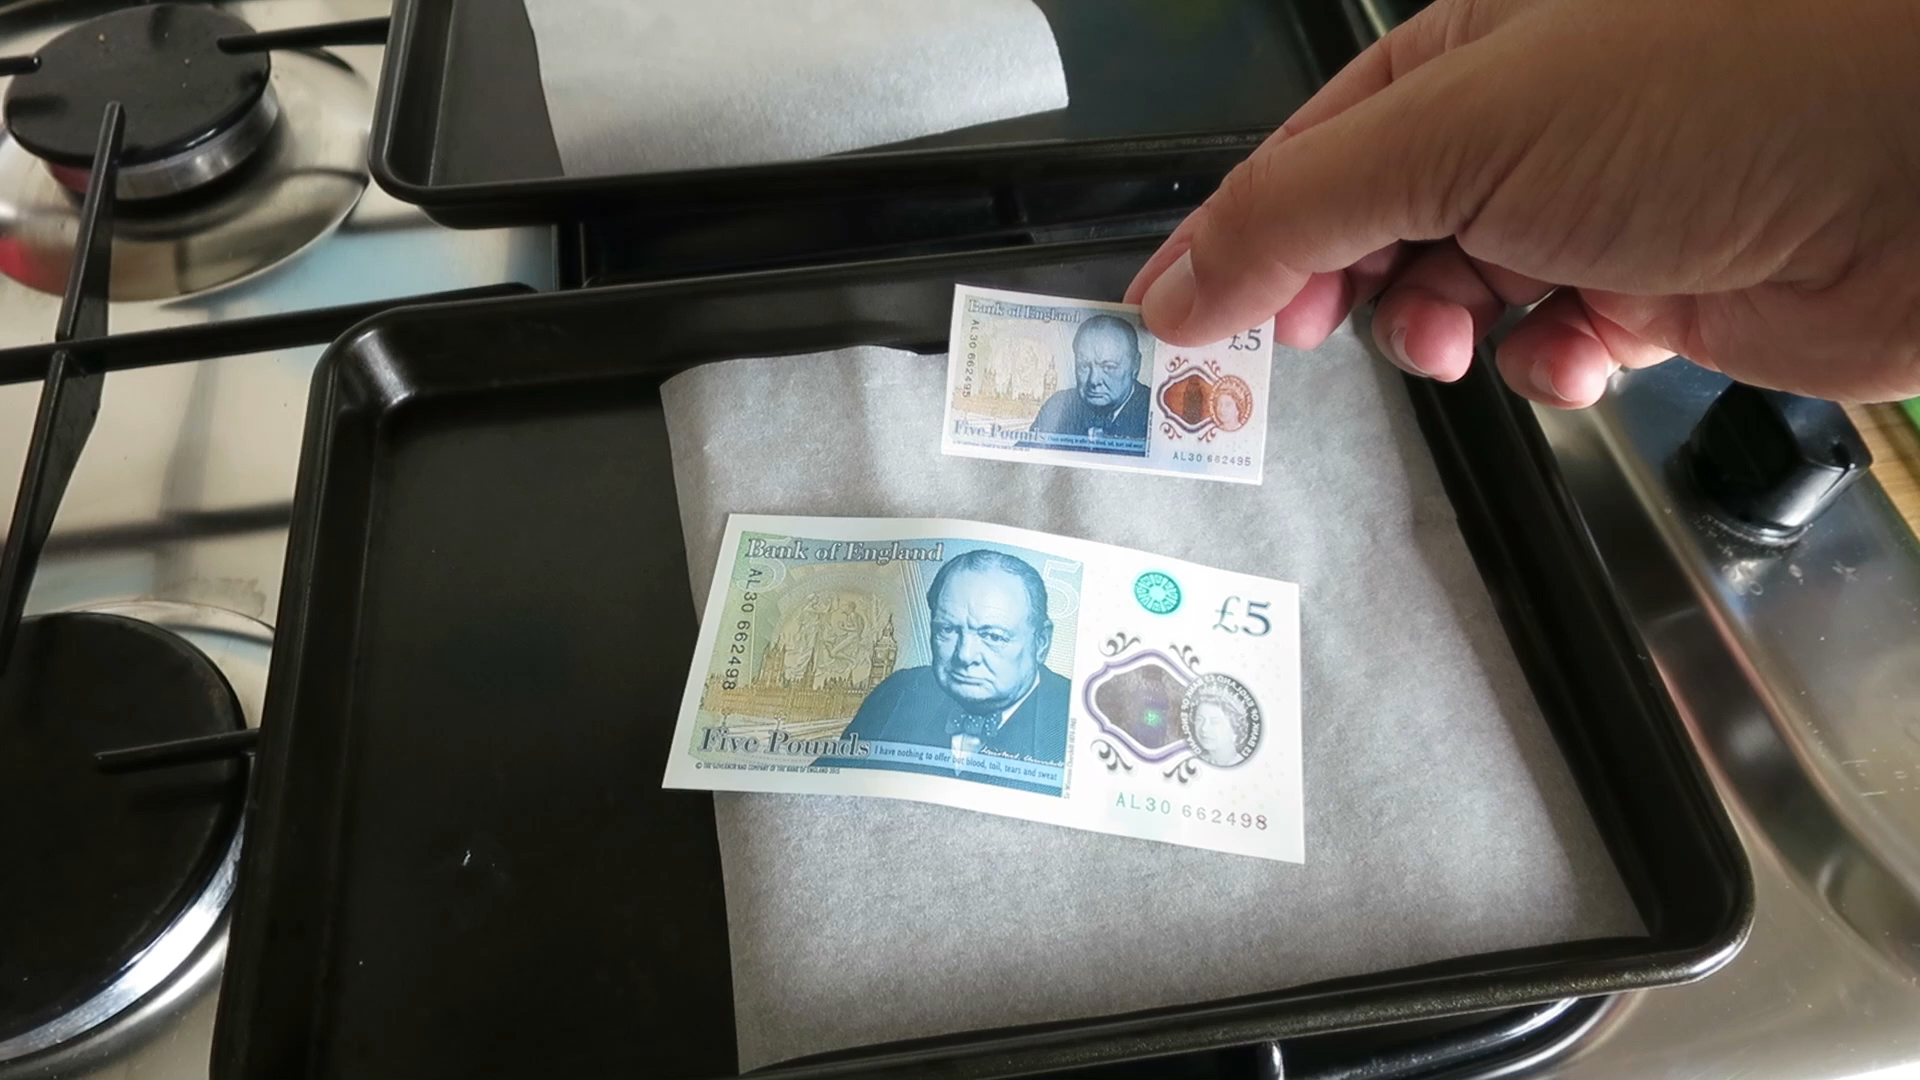 Bank of England
£5
AL30 662495
Five Pounds
AL30 662495
Bank of England
£5
AL30 662498
Five Pounds
I have nothing to offer but blood, toil, tears and sweat
AL30 662498